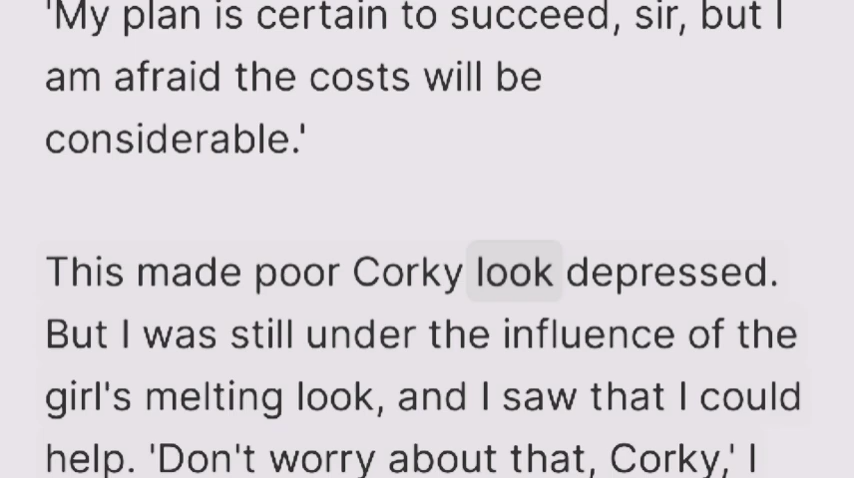 'My plan is certain to succeed, sir, but I
am afraid the costs will be
considerable.'
This made poor Corky look depressed.
But I was still under the influence of the
girl's melting look, and I saw that I could
help. 'Don't worry about that, Corky,' I